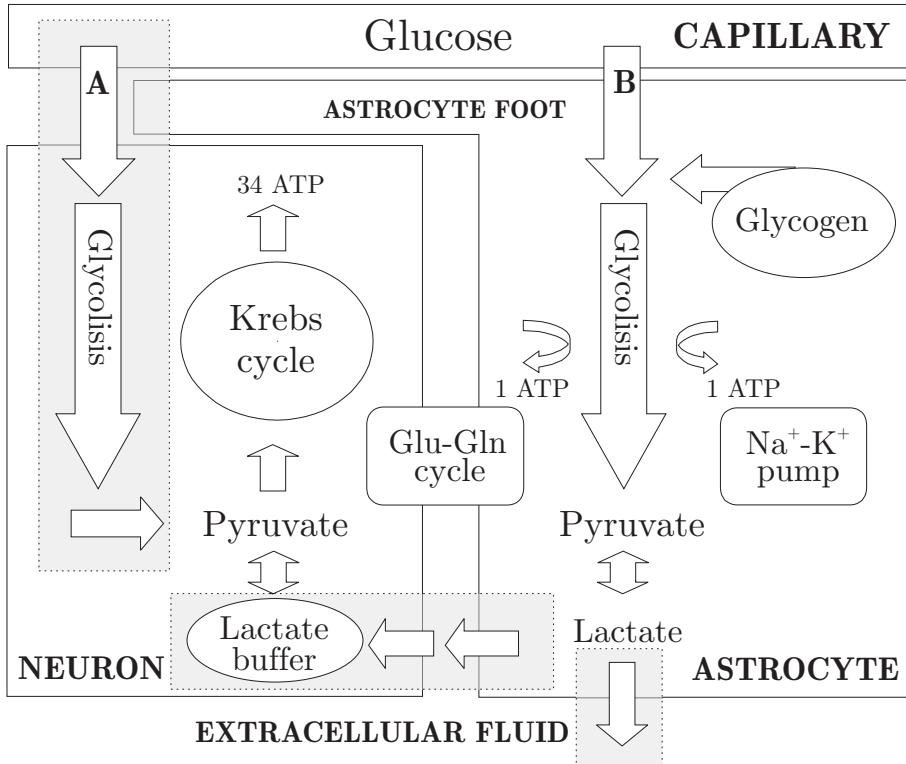 Glucose
CAPILLARY
A
B
ASTROCYTE FOOT
34 ATP
Glycogen
Glycolisis
Krebs
cycle
Glycolisis
1 ATP
1 ATP
Glu-Gln
cycle
Na⁺-K⁺
pump
Pyruvate
Pyruvate
Lactate
buffer
Lactate
NEURON
ASTROCYTE
EXTRACELLULAR FLUID